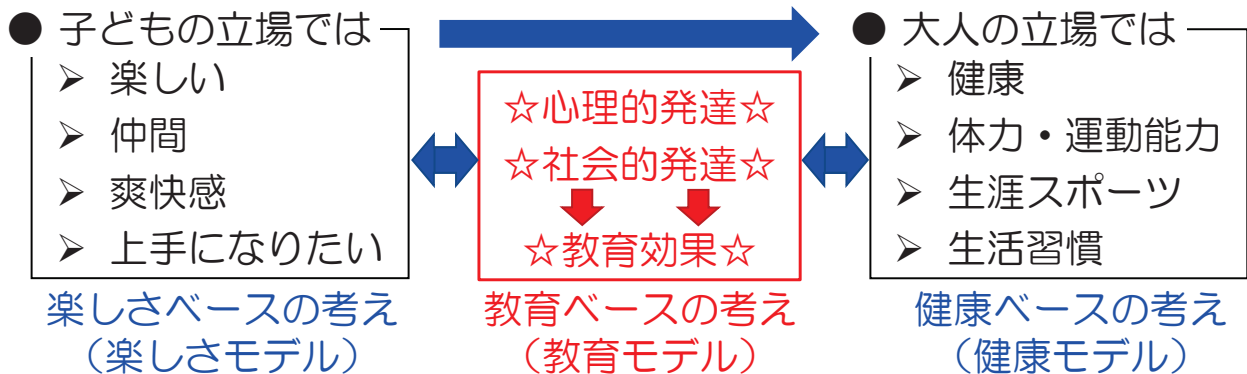 ● 子どもの立場では
➢ 楽しい
➢ 仲間
➢ 爽快感
➢ 上手になりたい
楽しさベースの考え
（楽しさモデル）
☆心理的発達☆
☆社会的発達☆
☆教育効果☆
教育ベースの考え
（教育モデル）
● 大人の立場では
➢ 健康
➢ 体力・運動能力
➢ 生涯スポーツ
➢ 生活習慣
健康ベースの考え
（健康モデル）